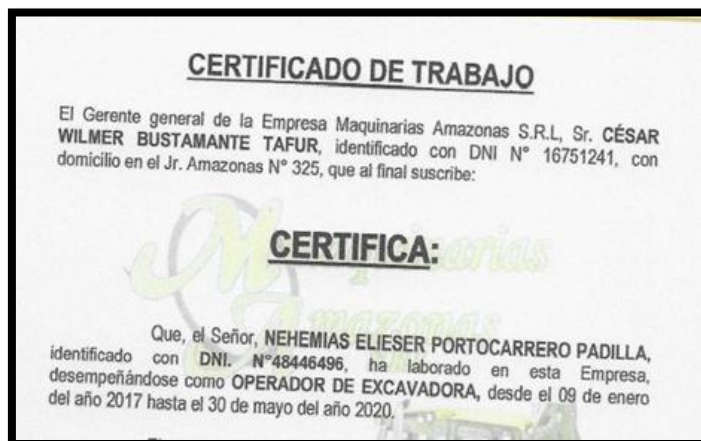 CERTIFICADO DE TRABAJO
El Gerente general de la Empresa Maquinarias Amazonas S.R.L, Sr. CÉSAR
WILMER BUSTAMANTE TAFUR, identificado con DNI N° 16751241, con
domicilio en el Jr. Amazonas N° 325, que al final suscribe:
Maquinarias
CERTIFICA:
Amazonas
Que, el Señor, NEHEMIAS ELIESER PORTOCARRERO PADILLA,
identificado con DNI. N°48446496, ha laborado en esta Empresa,
desempeñándose como OPERADOR DE EXCAVADORA, desde el 09 de enero
del año 2017 hasta el 30 de mayo del año 2020.